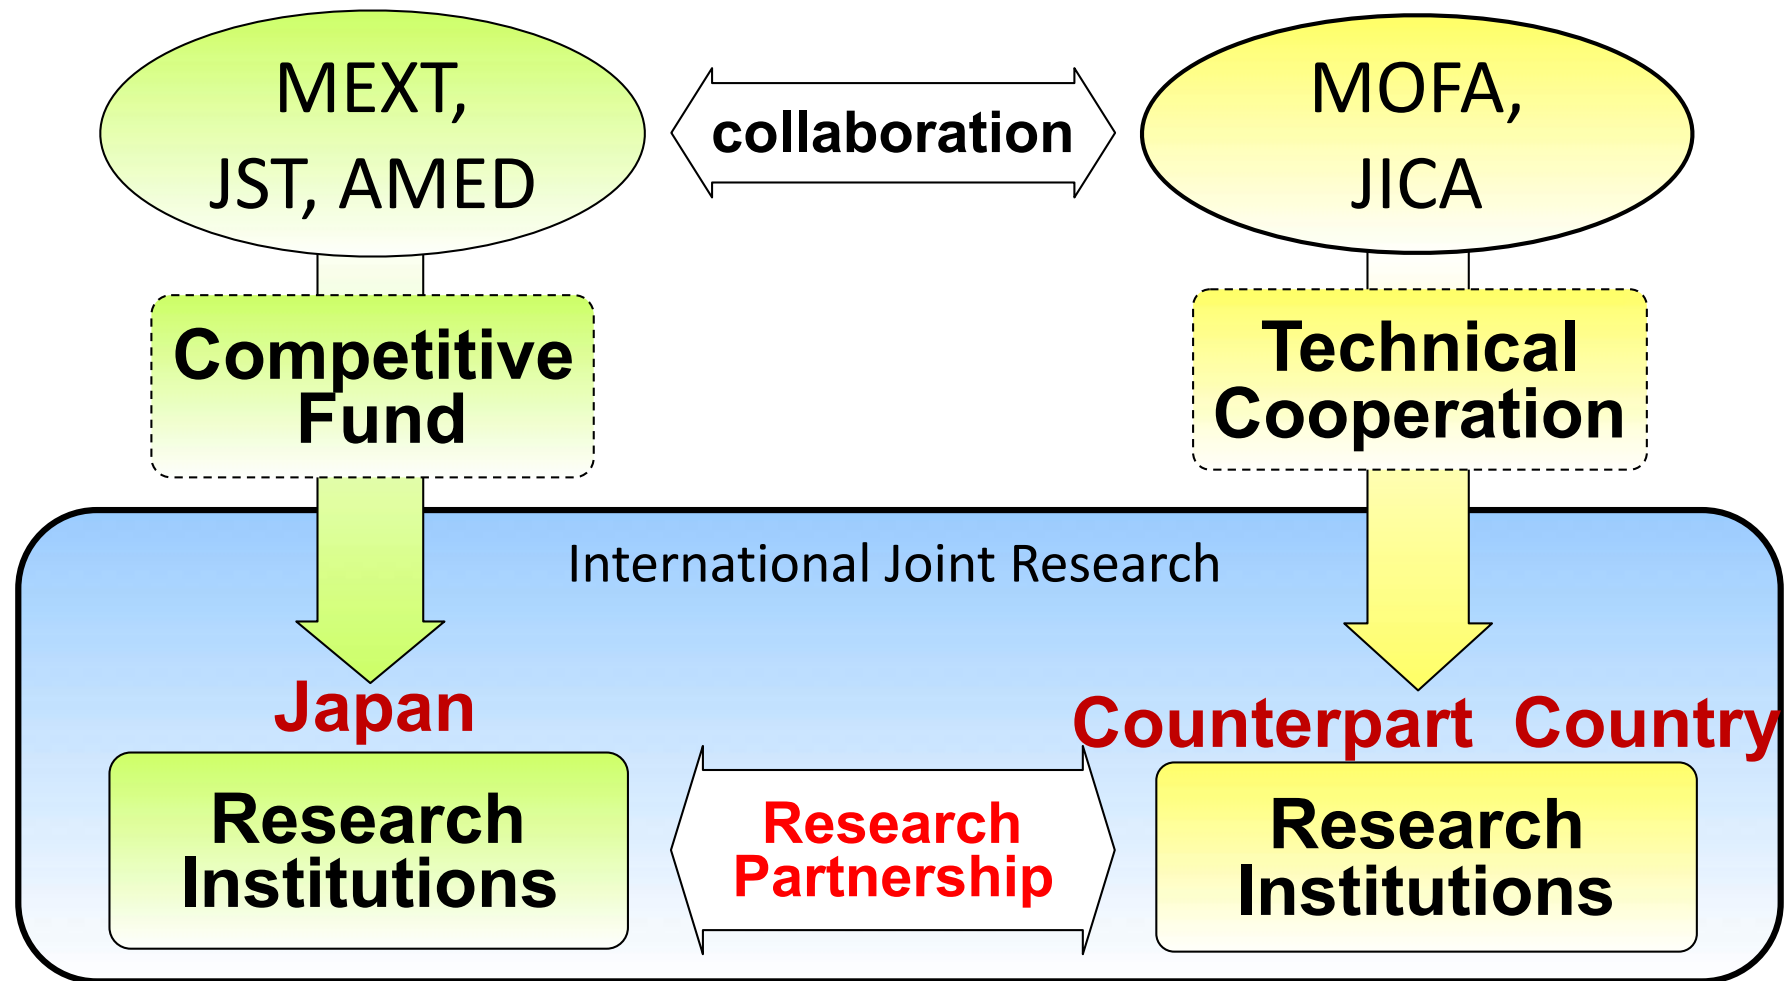 MEXT,
JST, AMED
collaboration
MOFA,
JICA
Competitive
Fund
Technical
Cooperation
International Joint Research
Japan
Counterpart Country
Research
Institutions
Research
Partnership
Research
Institutions